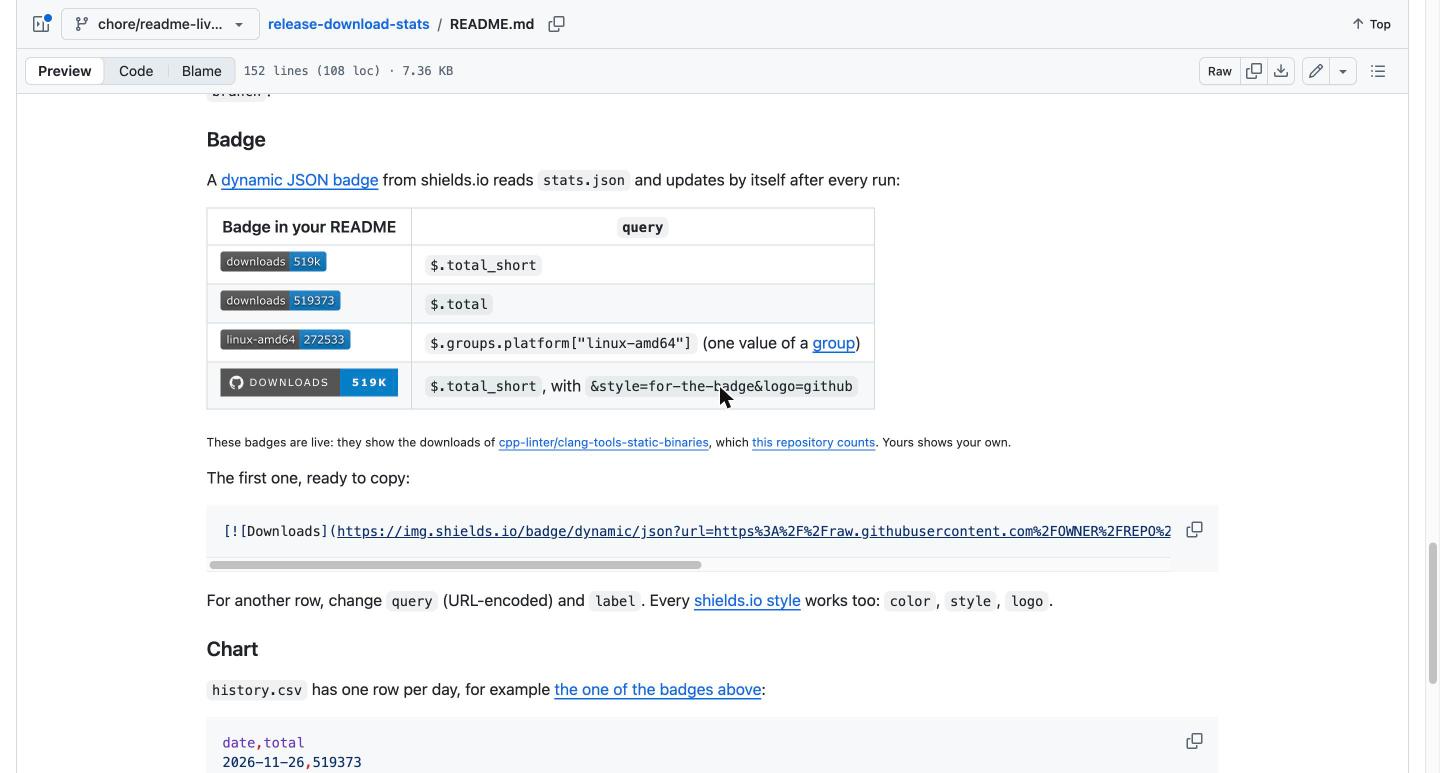 chore/readme-liv...
release-download-stats / README.md
Top
Preview
Code
Blame
152 lines (108 loc) · 7.36 KB
Raw
Badge
A dynamic JSON badge from shields.io reads stats.json and updates by itself after every run:
Badge in your README
query
downloads 519k
$.total_short
downloads 519373
$.total
linux-amd64 272533
$.groups.platform["linux-amd64"] (one value of a group)
DOWNLOADS 519K
$.total_short, with &style=for-the-badge&logo=github
These badges are live: they show the downloads of cpp-linter/clang-tools-static-binaries, which this repository counts. Yours shows your own.
The first one, ready to copy:
[![Downloads](https://img.shields.io/badge/dynamic/json?url=https%3A%2F%2Fraw.githubusercontent.com%2FOWNER%2FREPO%2
For another row, change query (URL-encoded) and label. Every shields.io style works too: color, style, logo.
Chart
history.csv has one row per day, for example the one of the badges above:
date,total
2026-11-26,519373